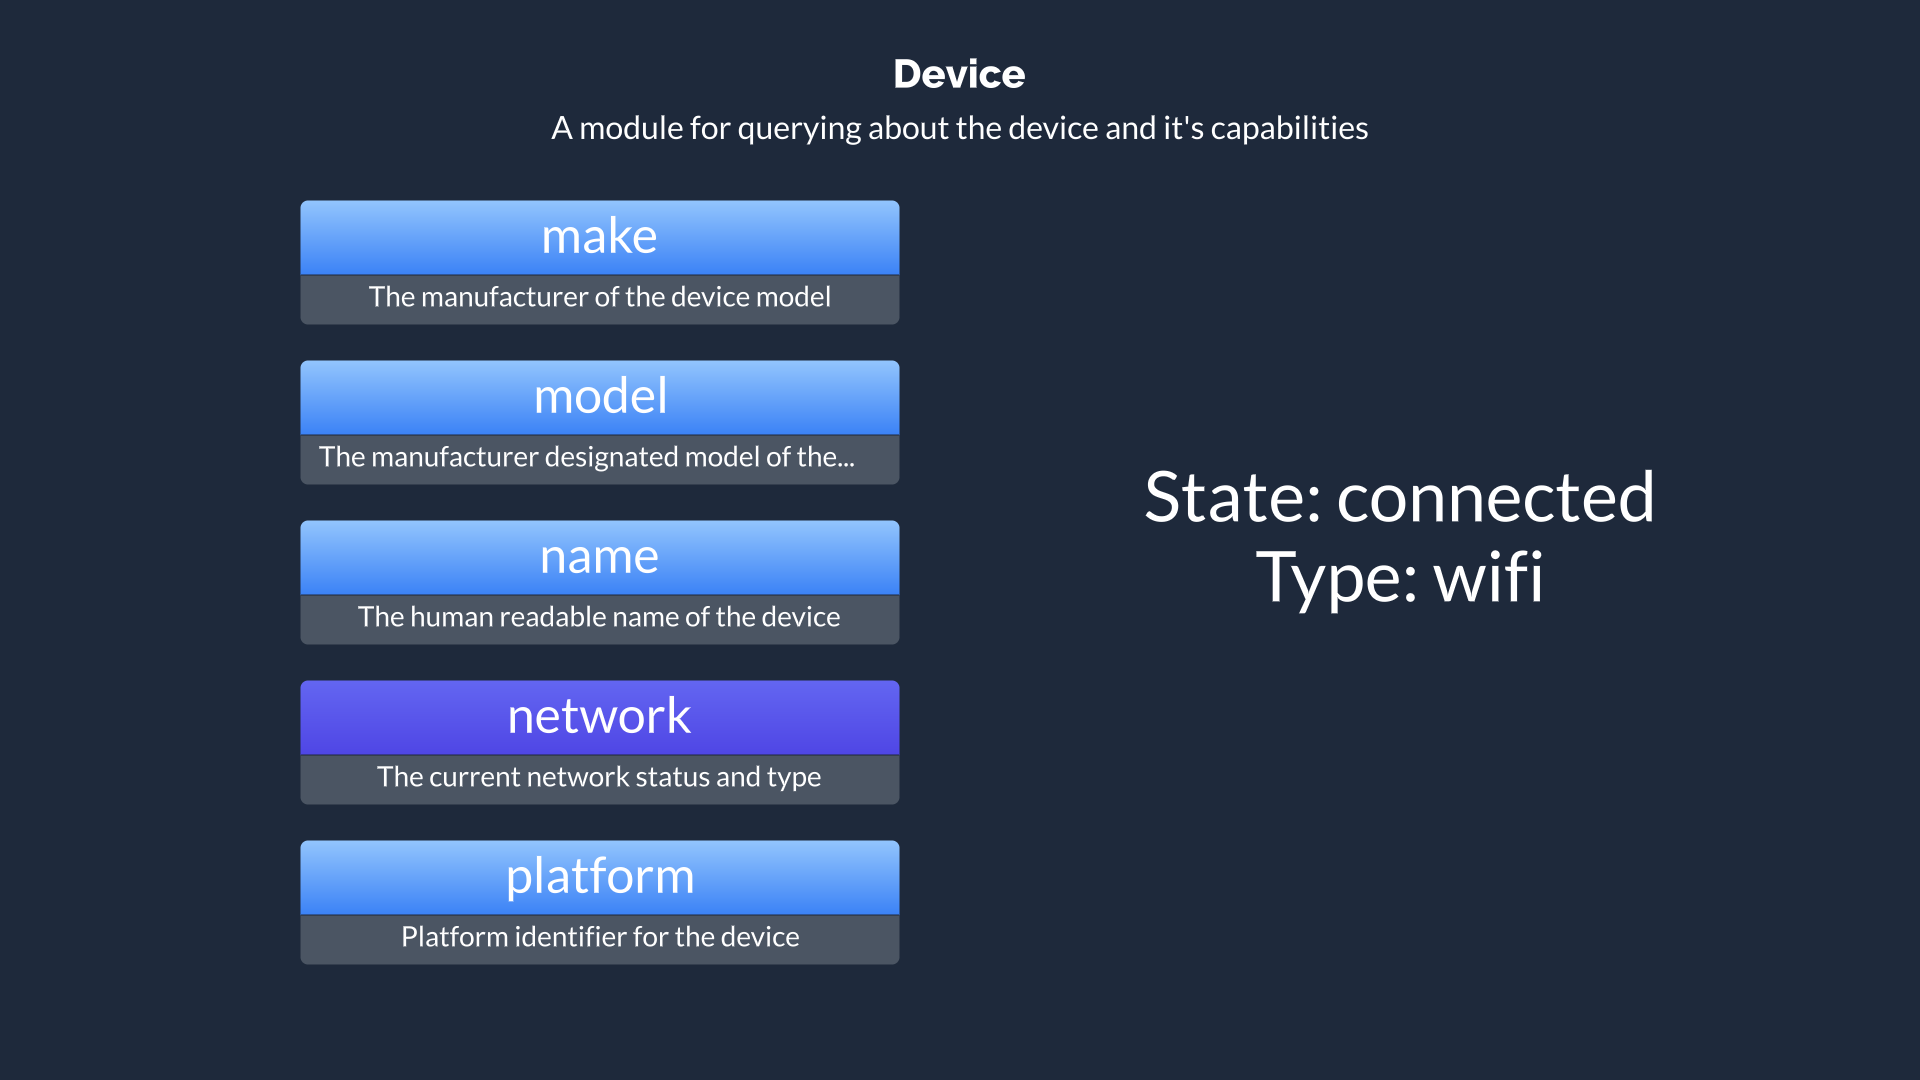 Device
A module for querying about the device and it's capabilities
make
The manufacturer of the device model
model
The manufacturer designated model of the...
name
The human readable name of the device
network
The current network status and type
platform
Platform identifier for the device
State: connected
Type: wifi